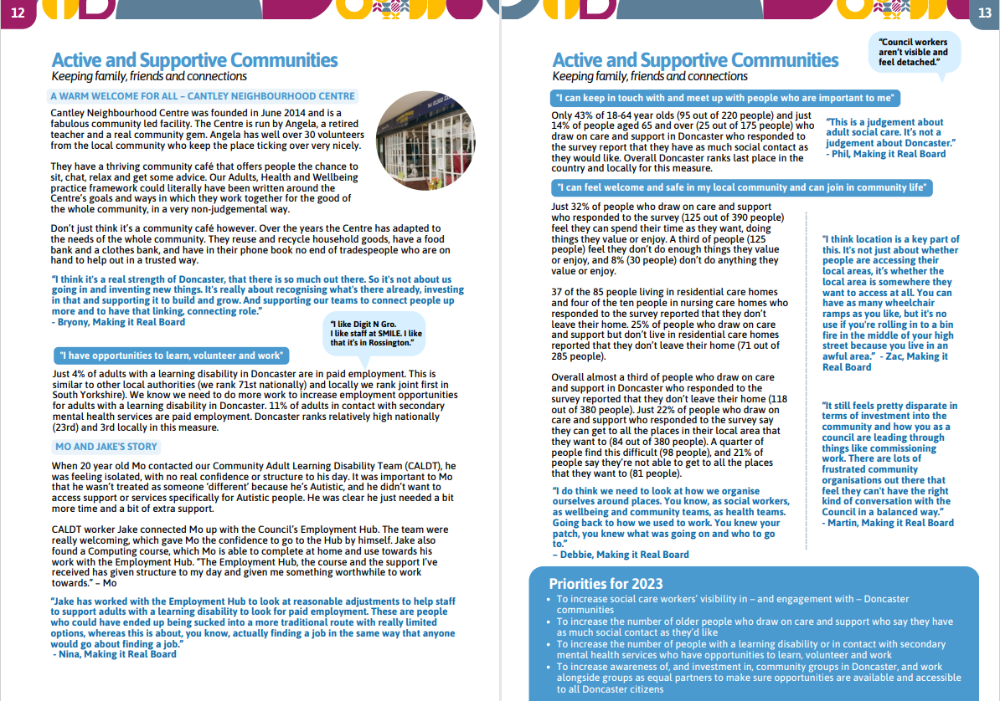 12
Active and Supportive Communities
Keeping family, friends and connections
A WARM WELCOME FOR ALL – CANTLEY NEIGHBOURHOOD CENTRE
Cantley Neighbourhood Centre was founded in June 2014 and is a
fabulous community led facility. The Centre is run by Angela, a retired
teacher and a real community gem. Angela has well over 30 volunteers
from the local community who keep the place ticking over very nicely.
They have a thriving community café that offers people the chance to
sit, chat, relax and get some advice. Our Adults, Health and Wellbeing
practice framework could literally have been written around the
Centre's goals and ways in which they work together for the good of
the whole community, in a very non-judgemental way.
Don't just think it's a community café however. Over the years the Centre has adapted to
the needs of the whole community. They reuse and recycle household goods, have a food
bank and a clothes bank, and have in their phone book no end of tradespeople who are on
hand to help out in a trusted way.
"I think it's a real strength of Doncaster, that there is so much out there. So it's not about us
going in and inventing new things. It's really about recognising what's there already, investing
in that and supporting it to build and grow. And supporting our teams to connect people up
more and to have that linking, connecting role."
- Bryony, Making it Real Board
"I like Digit N Gro.
I like staff at SMILE. I like
that it's in Rossington."
"I have opportunities to learn, volunteer and work"
Just 4% of adults with a learning disability in Doncaster are in paid employment. This is
similar to other local authorities (we rank 71st nationally) and locally we rank joint first in
South Yorkshire). We know we need to do more work to increase employment opportunities
for adults with a learning disability in Doncaster. 11% of adults in contact with secondary
mental health services are paid employment. Doncaster ranks relatively high nationally
(23rd) and 3rd locally in this measure.
MO AND JAKE'S STORY
When 20 year old Mo contacted our Community Adult Learning Disability Team (CALDT), he
was feeling isolated, with no real confidence or structure to his day. It was important to Mo
that he wasn't treated as someone 'different' because he's Autistic, and he didn't want to
access support or services specifically for Autistic people. He was clear he just needed a bit
more time and a bit of extra support.
CALDT worker Jake connected Mo up with the Council's Employment Hub. The team were
really welcoming, which gave Mo the confidence to go to the Hub by himself. Jake also
found a Computing course, which Mo is able to complete at home and use towards his
work with the Employment Hub. "The Employment Hub, the course and the support I've
received has given structure to my day and given me something worthwhile to work
towards." – Mo
"Jake has worked with the Employment Hub to look at reasonable adjustments to help staff
to support adults with a learning disability to look for paid employment. These are people
who could have ended up being sucked into a more traditional route with really limited
options, whereas this is about, you know, actually finding a job in the same way that anyone
would go about finding a job."
- Nina, Making it Real Board
13
Active and Supportive Communities
Keeping family, friends and connections
"Council workers
aren't visible and
feel detached."
"I can keep in touch with and meet up with people who are important to me"
Only 43% of 18-64 year olds (95 out of 220 people) and just
14% of people aged 65 and over (25 out of 175 people) who
draw on care and support in Doncaster who responded to
the survey report that they have as much social contact as
they would like. Overall Doncaster ranks last place in the
country and locally for this measure.
"This is a judgement about
adult social care. It's not a
judgement about Doncaster."
- Phil, Making it Real Board
"I can feel welcome and safe in my local community and can join in community life"
Just 32% of people who draw on care and support
who responded to the survey (125 out of 390 people)
feel they can spend their time as they want, doing
things they value or enjoy. A third of people (125
people) feel they don't do enough things they value
or enjoy, and 8% (30 people) don't do anything they
value or enjoy.
37 of the 85 people living in residential care homes
and four of the ten people in nursing care homes who
responded to the survey reported that they don't
leave their home. 25% of people who draw on care
and support but don't live in residential care homes
reported that they don't leave their home (71 out of
285 people).
Overall almost a third of people who draw on care
and support in Doncaster who responded to the
survey reported that they don't leave their home (118
out of 380 people). Just 22% of people who draw on
care and support who responded to the survey say
they can get to all the places in their local area that
they want to (84 out of 380 people). A quarter of
people find this difficult (98 people), and 21% of
people say they're not able to get to all the places
that they want to (81 people).
"I do think we need to look at how we organise
ourselves around places. You know, as social workers,
as wellbeing and community teams, as health teams.
Going back to how we used to work. You knew your
patch, you knew what was going on and who to go
to."
– Debbie, Making it Real Board
"I think location is a key part of
this. It's not just about whether
people are accessing their
local areas, it's whether the
local area is somewhere they
want to access at all. You can
have as many wheelchair
ramps as you like, but it's no
use if you're rolling in to a bin
fire in the middle of your high
street because you live in an
awful area." - Zac, Making it
Real Board
"It still feels pretty disparate in
terms of investment into the
community and how you as a
council are leading through
things like commissioning
work. There are lots of
frustrated community
organisations out there that
feel they can't have the right
kind of conversation with the
Council in a balanced way."
- Martin, Making it Real Board
Priorities for 2023
• To increase social care workers' visibility in – and engagement with – Doncaster
communities
• To increase the number of older people who draw on care and support who say they have
as much social contact as they'd like
• To increase the number of people with a learning disability or in contact with secondary
mental health services who have opportunities to learn, volunteer and work
• To increase awareness of, and investment in, community groups in Doncaster, and work
alongside groups as equal partners to make sure opportunities are available and accessible
to all Doncaster citizens